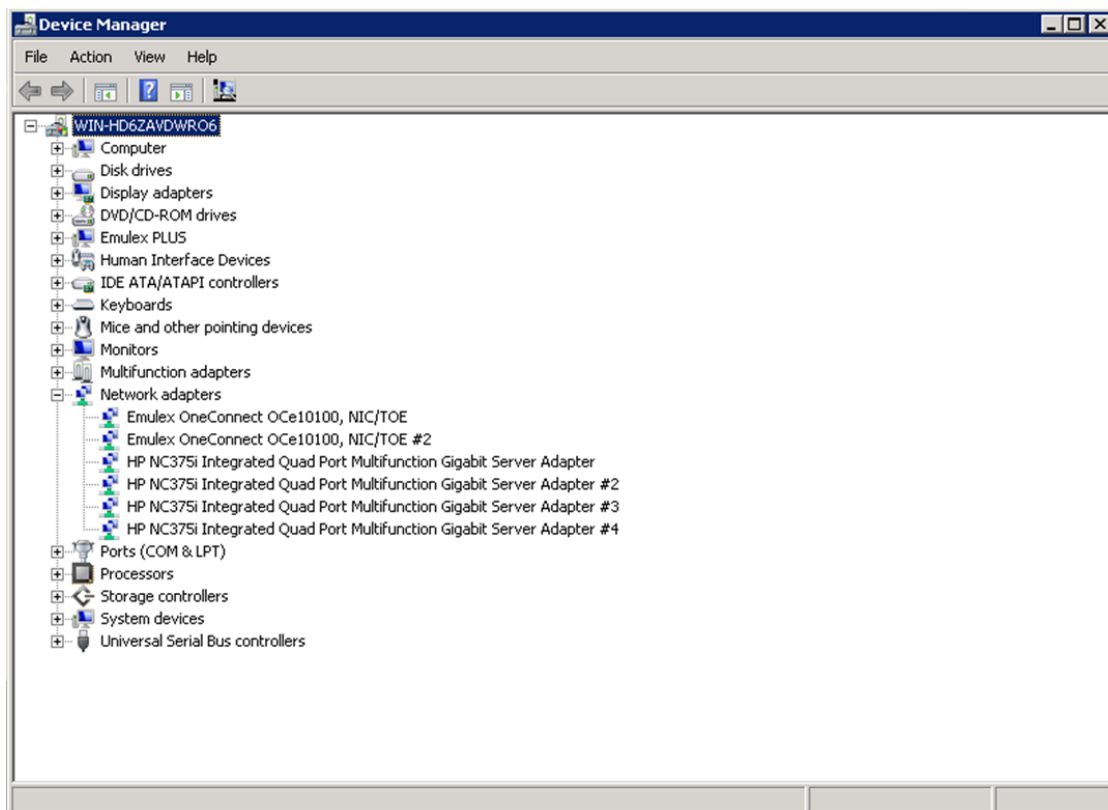 Device Manager
File Action View Help
WIN-HD6ZAVDWRO6
Computer
Disk drives
Display adapters
DVD/CD-ROM drives
Emulex PLUS
Human Interface Devices
IDE ATA/ATAPI controllers
Keyboards
Mice and other pointing devices
Monitors
Multifunction adapters
Network adapters
Emulex OneConnect OCe10100, NIC/TOE
Emulex OneConnect OCe10100, NIC/TOE #2
HP NC375i Integrated Quad Port Multifunction Gigabit Server Adapter
HP NC375i Integrated Quad Port Multifunction Gigabit Server Adapter #2
HP NC375i Integrated Quad Port Multifunction Gigabit Server Adapter #3
HP NC375i Integrated Quad Port Multifunction Gigabit Server Adapter #4
Ports (COM & LPT)
Processors
Storage controllers
System devices
Universal Serial Bus controllers